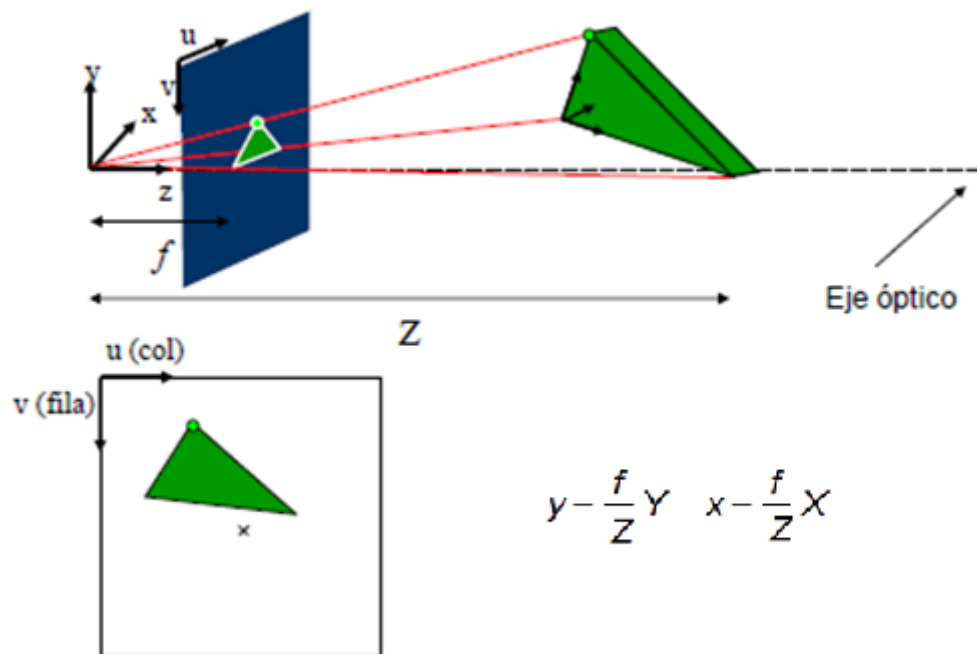 u
y
v
x
z
f
Eje óptico
Z
u (col)
v (fila)
y – f/Z Y x – f/Z X